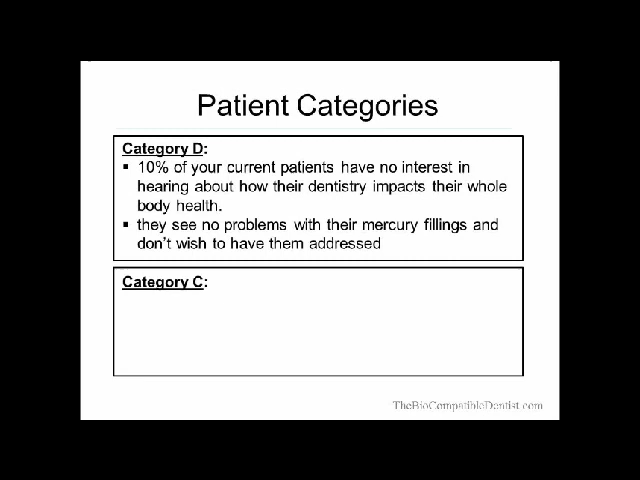 Patient Categories
Category D:
▪ 10% of your current patients have no interest in
hearing about how their dentistry impacts their whole
body health.
▪ they see no problems with their mercury fillings and
don't wish to have them addressed
Category C:
TheBioCompatibleDentist.com